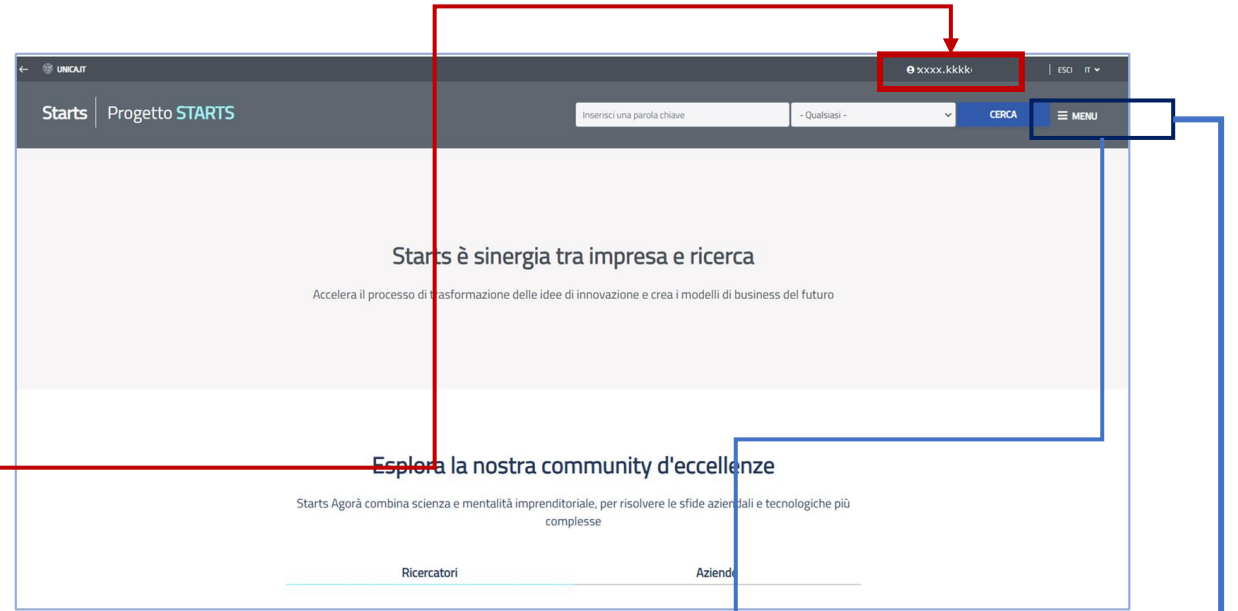 UNICA.IT
xxxx.kkkk
ESCI IT
Starts Progetto STARTS
Inserisci una parola chiave
- Qualsiasi -
CERCA
MENU
Starts è sinergia tra impresa e ricerca
Accelera il processo di trasformazione delle idee di innovazione e crea i modelli di business del futuro
Esplora la nostra community d'eccellenze
Starts Agorà combina scienza e mentalità imprenditoriale, per risolvere le sfide aziendali e tecnologiche più
complesse
Ricercatori
Aziende